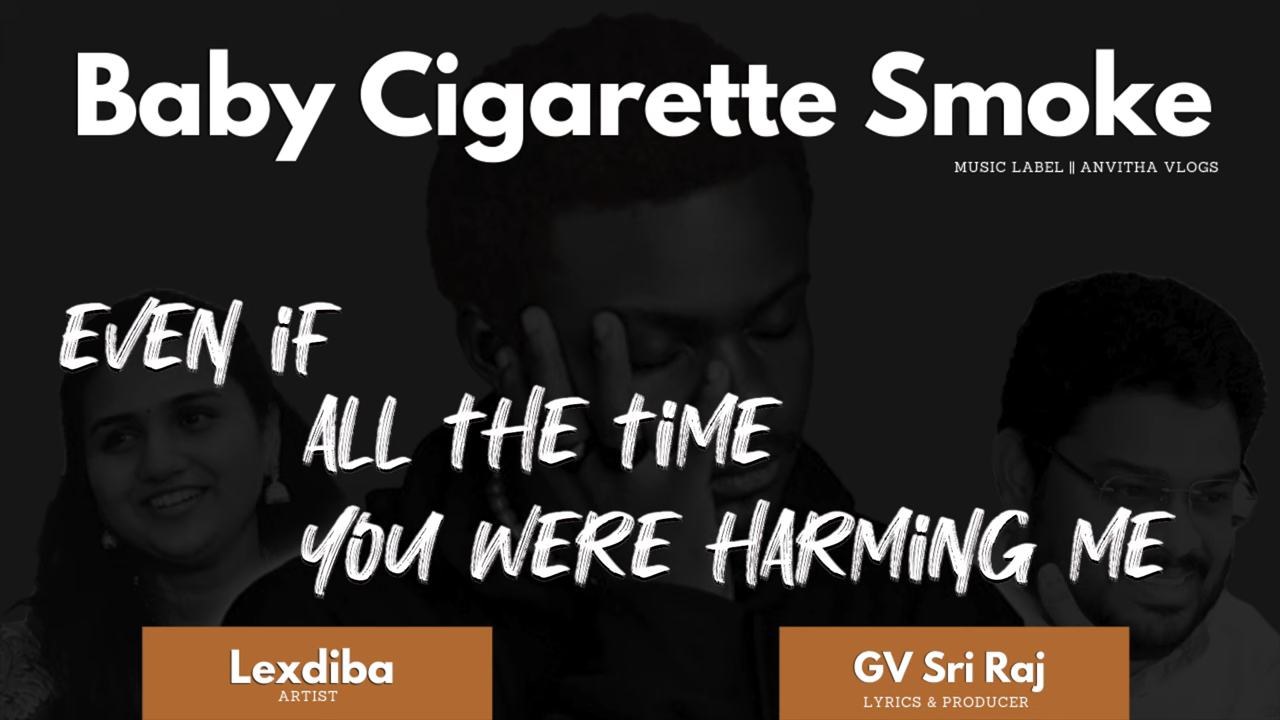 Baby Cigarette Smoke
MUSIC LABEL || ANVITHA VLOGS
EVEN iF
ALL THE TiME
YOU WERE HARMiNG ME
Lexdiba
ARTIST
GV Sri Raj
LYRICS & PRODUCER